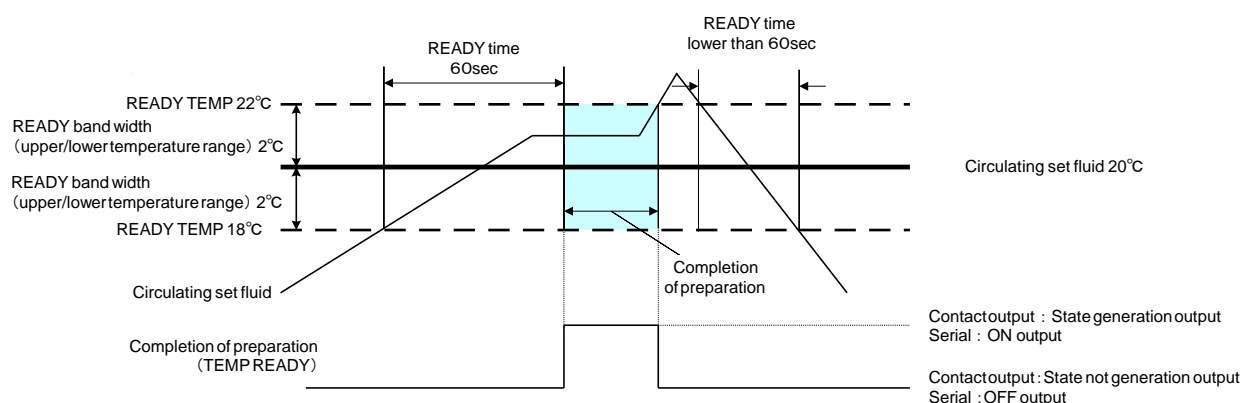 READY time
60sec
READY time
lower than 60sec
READY TEMP 22℃
READY band width
(upper/lower temperature range) 2℃
Circulating set fluid 20℃
READY band width
(upper/lower temperature range) 2℃
READY TEMP 18℃
Circulating set fluid
Completion
of preparation
Completion of preparation
(TEMP READY)
Contact output : State generation output
Serial : ON output
Contact output : State not generation output
Serial : OFF output